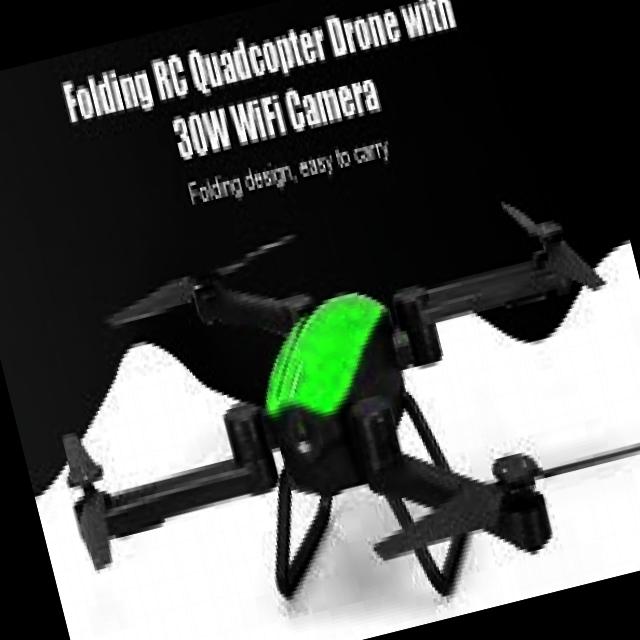 Folding RC Quadcopter Drone with
30W WiFi Camera
Folding design, easy to carry